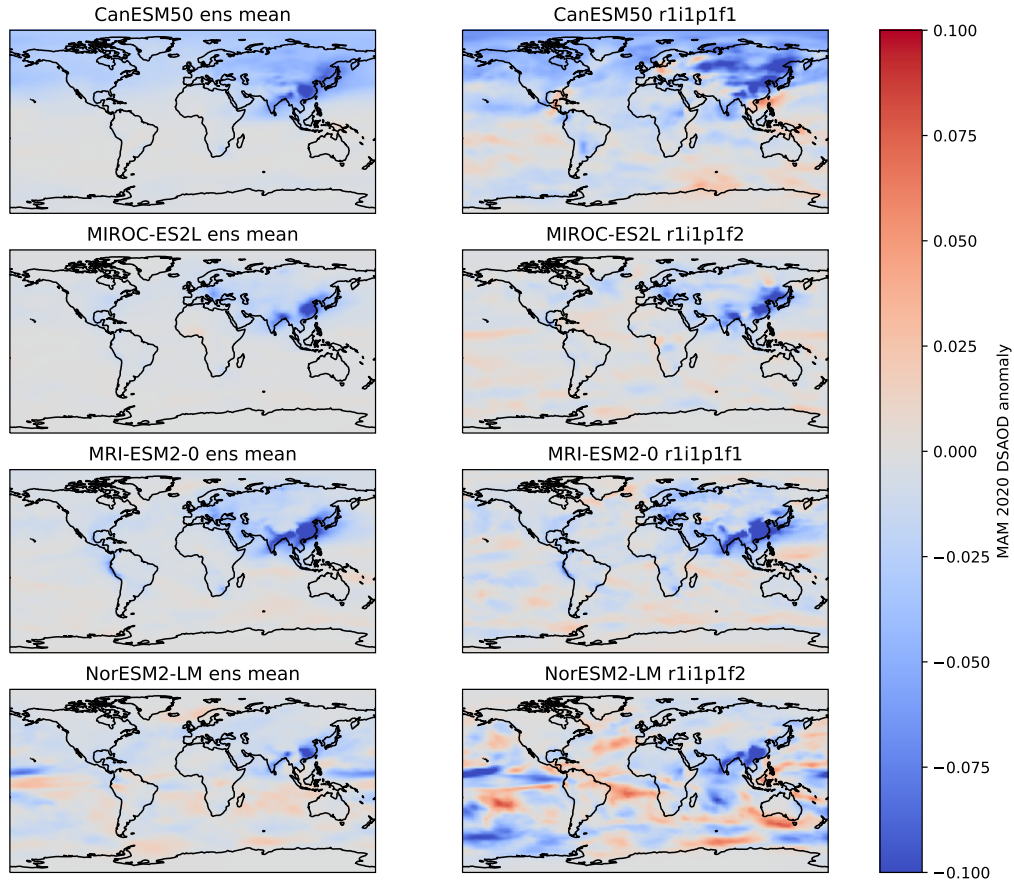 CanESM50 ens mean
CanESM50 r1i1p1f1
MIROC-ES2L ens mean
MIROC-ES2L r1i1p1f2
MRI-ESM2-0 ens mean
MRI-ESM2-0 r1i1p1f1
NorESM2-LM ens mean
NorESM2-LM r1i1p1f2
0.100
0.075
0.050
0.025
0.000
−0.025
−0.050
−0.075
−0.100
MAM 2020 DSAOD anomaly